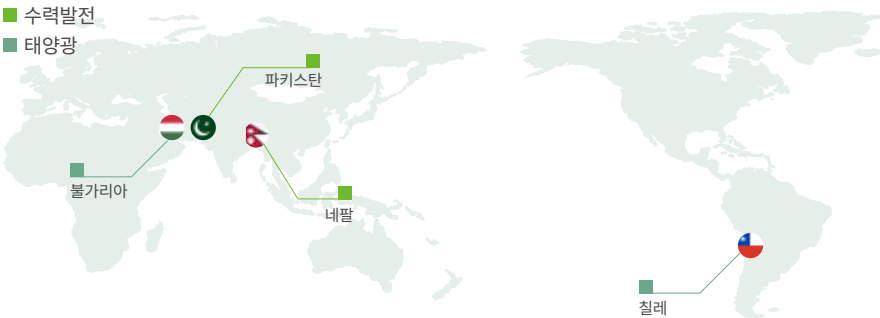 수력발전
태양광
파키스탄
불가리아
네팔
칠레